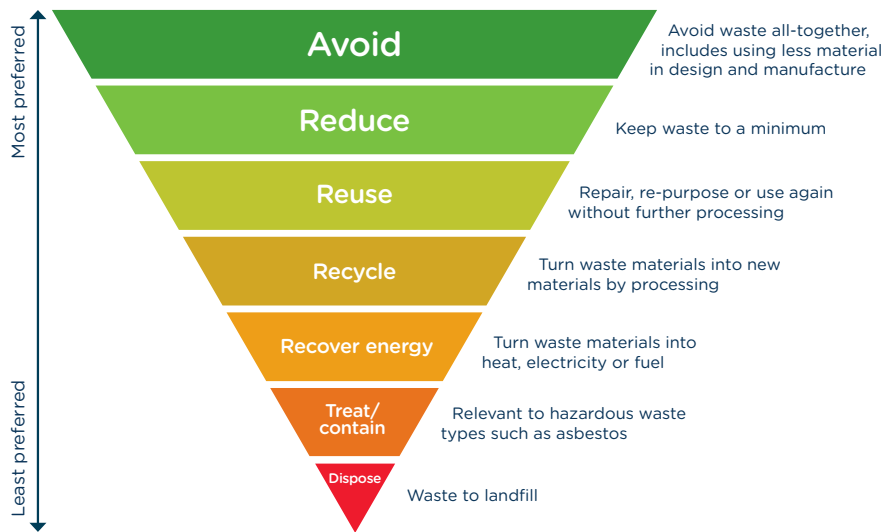 Most preferred
Avoid
Avoid waste all-together,
includes using less material
in design and manufacture
Reduce
Keep waste to a minimum
Reuse
Repair, re-purpose or use again
without further processing
Recycle
Turn waste materials into new
materials by processing
Recover energy
Turn waste materials into
heat, electricity or fuel
Treat/
contain
Relevant to hazardous waste
types such as asbestos
Least preferred
Dispose
Waste to landfill